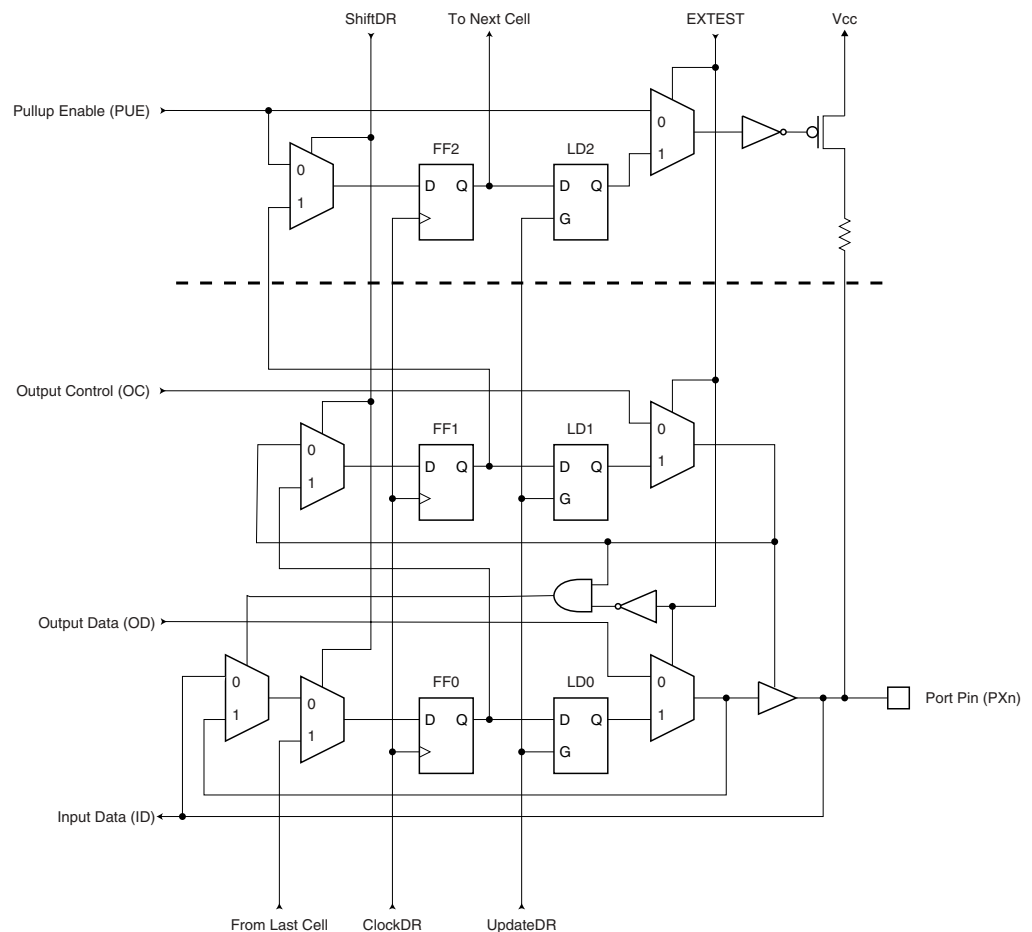 ShiftDR To Next Cell EXTEST Vcc
Pullup Enable (PUE)
0
1
FF2
D Q
LD2
D Q
G
0
1
Output Control (OC)
0
1
FF1
D Q
LD1
D Q
G
0
1
Output Data (OD)
0
1
0
1
FF0
D Q
LD0
D Q
G
0
1
Port Pin (PXn)
Input Data (ID)
From Last Cell ClockDR UpdateDR